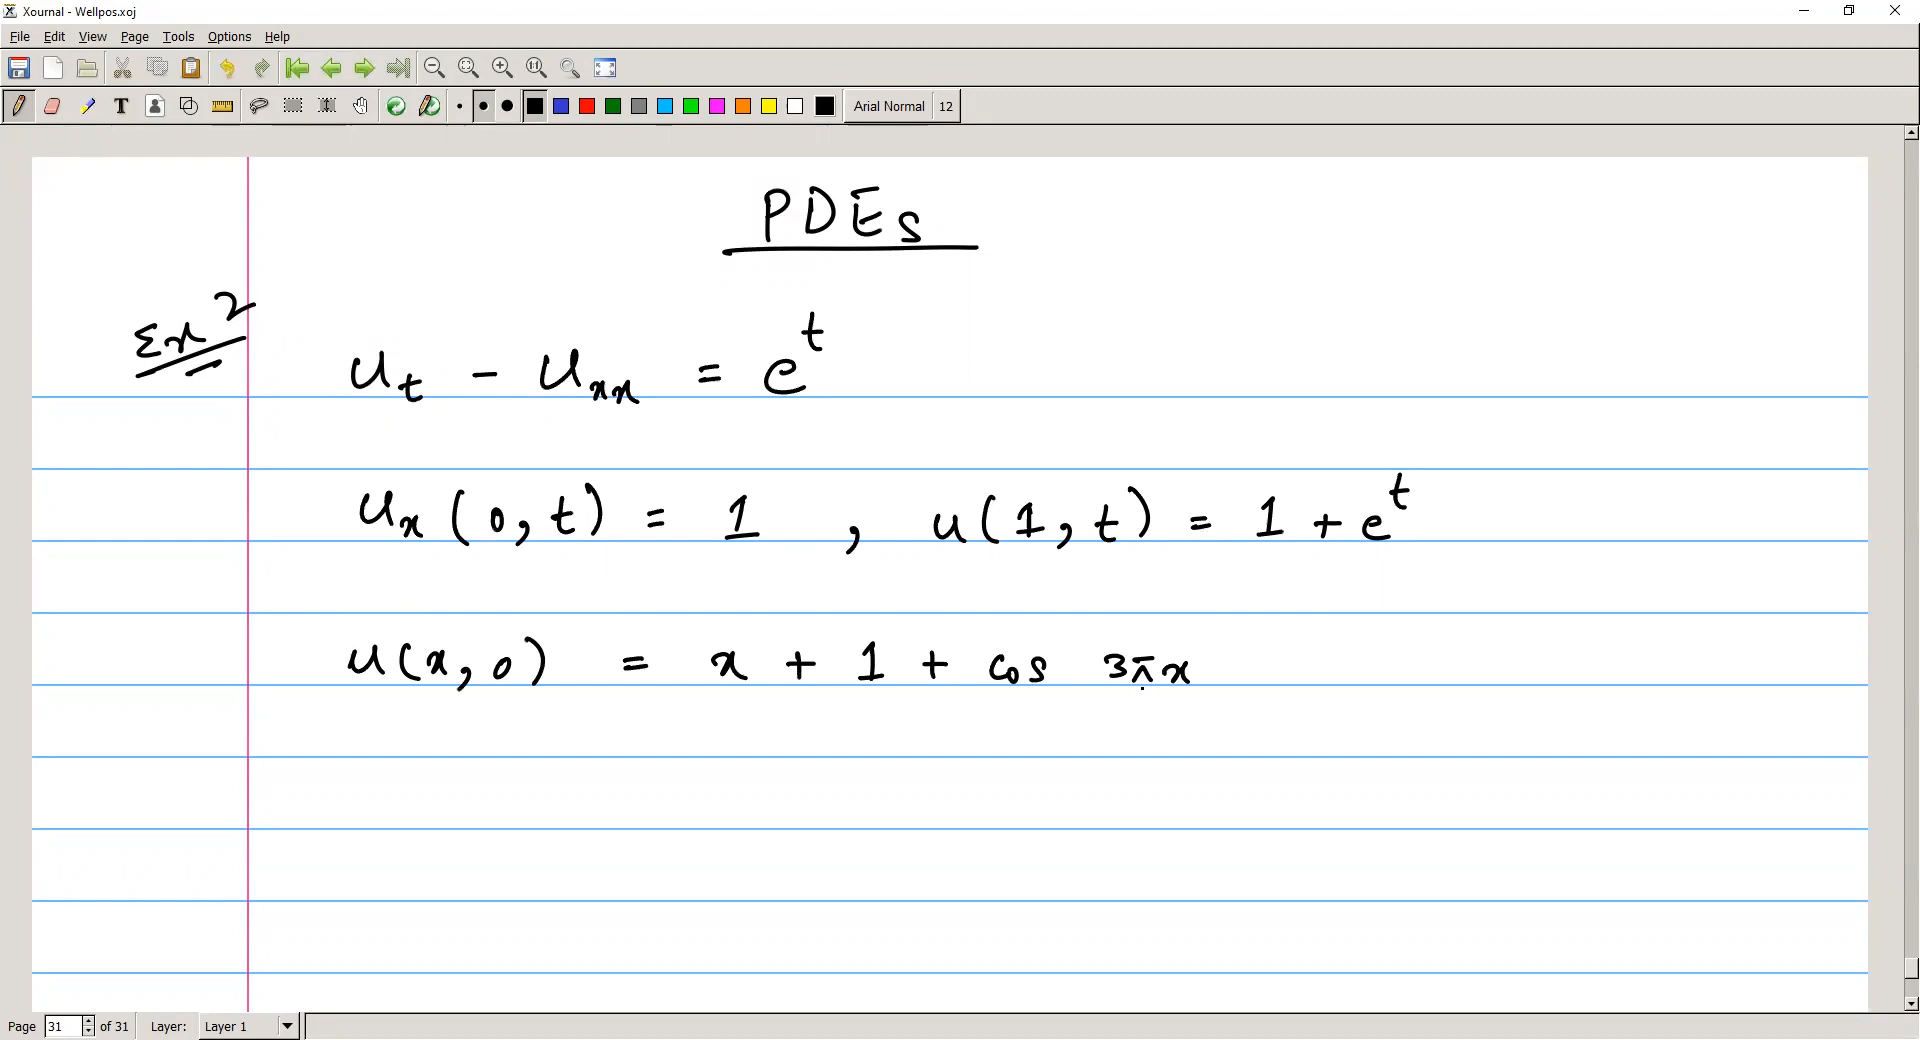 Xournal - Wellpos.xoj
File Edit View Page Tools Options Help
T Arial Normal 12
PDEs
Ex 2
u_t - u_xx = e^t
u_x (0, t) = 1 , u(1, t) = 1 + e^t
u(x, 0) = x + 1 + cos 3πx
Page 31 of 31 Layer: Layer 1